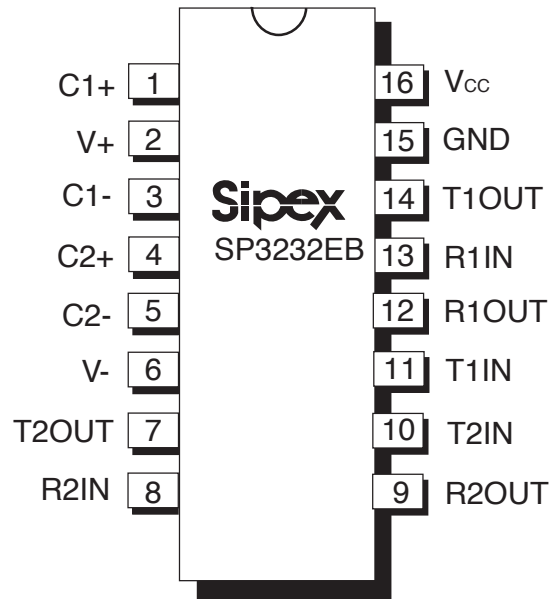 C1+ 1 16 VCC
V+ 2 15 GND
C1- 3 Sipex 14 T1OUT
C2+ 4 SP3232EB 13 R1IN
C2- 5 12 R1OUT
V- 6 11 T1IN
T2OUT 7 10 T2IN
R2IN 8 9 R2OUT